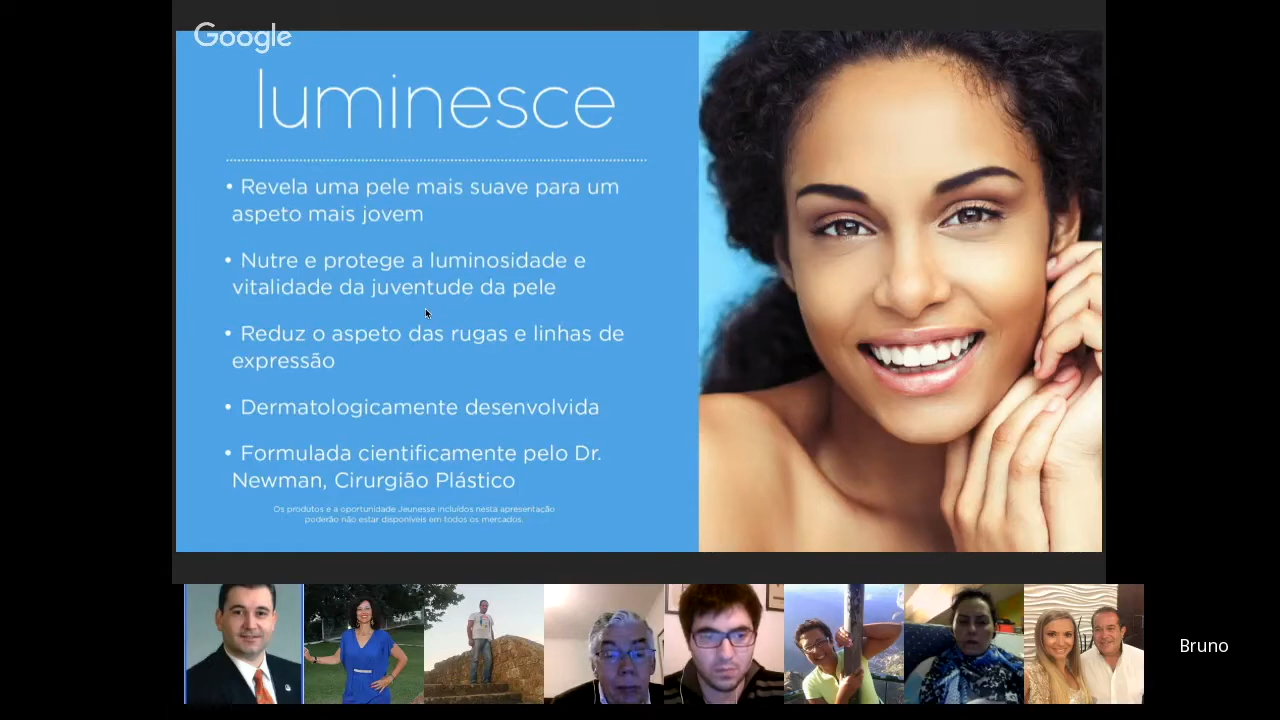 Google
luminesce
• Revela uma pele mais suave para um
aspeto mais jovem
• Nutre e protege a luminosidade e
vitalidade da juventude da pele
• Reduz o aspeto das rugas e linhas de
expressão
• Dermatologicamente desenvolvida
• Formulada cientificamente pelo Dr.
Newman, Cirurgião Plástico
Os produtos e a oportunidade Jeunesse incluídos nesta apresentação
poderão não estar disponíveis em todos os mercados.
Bruno